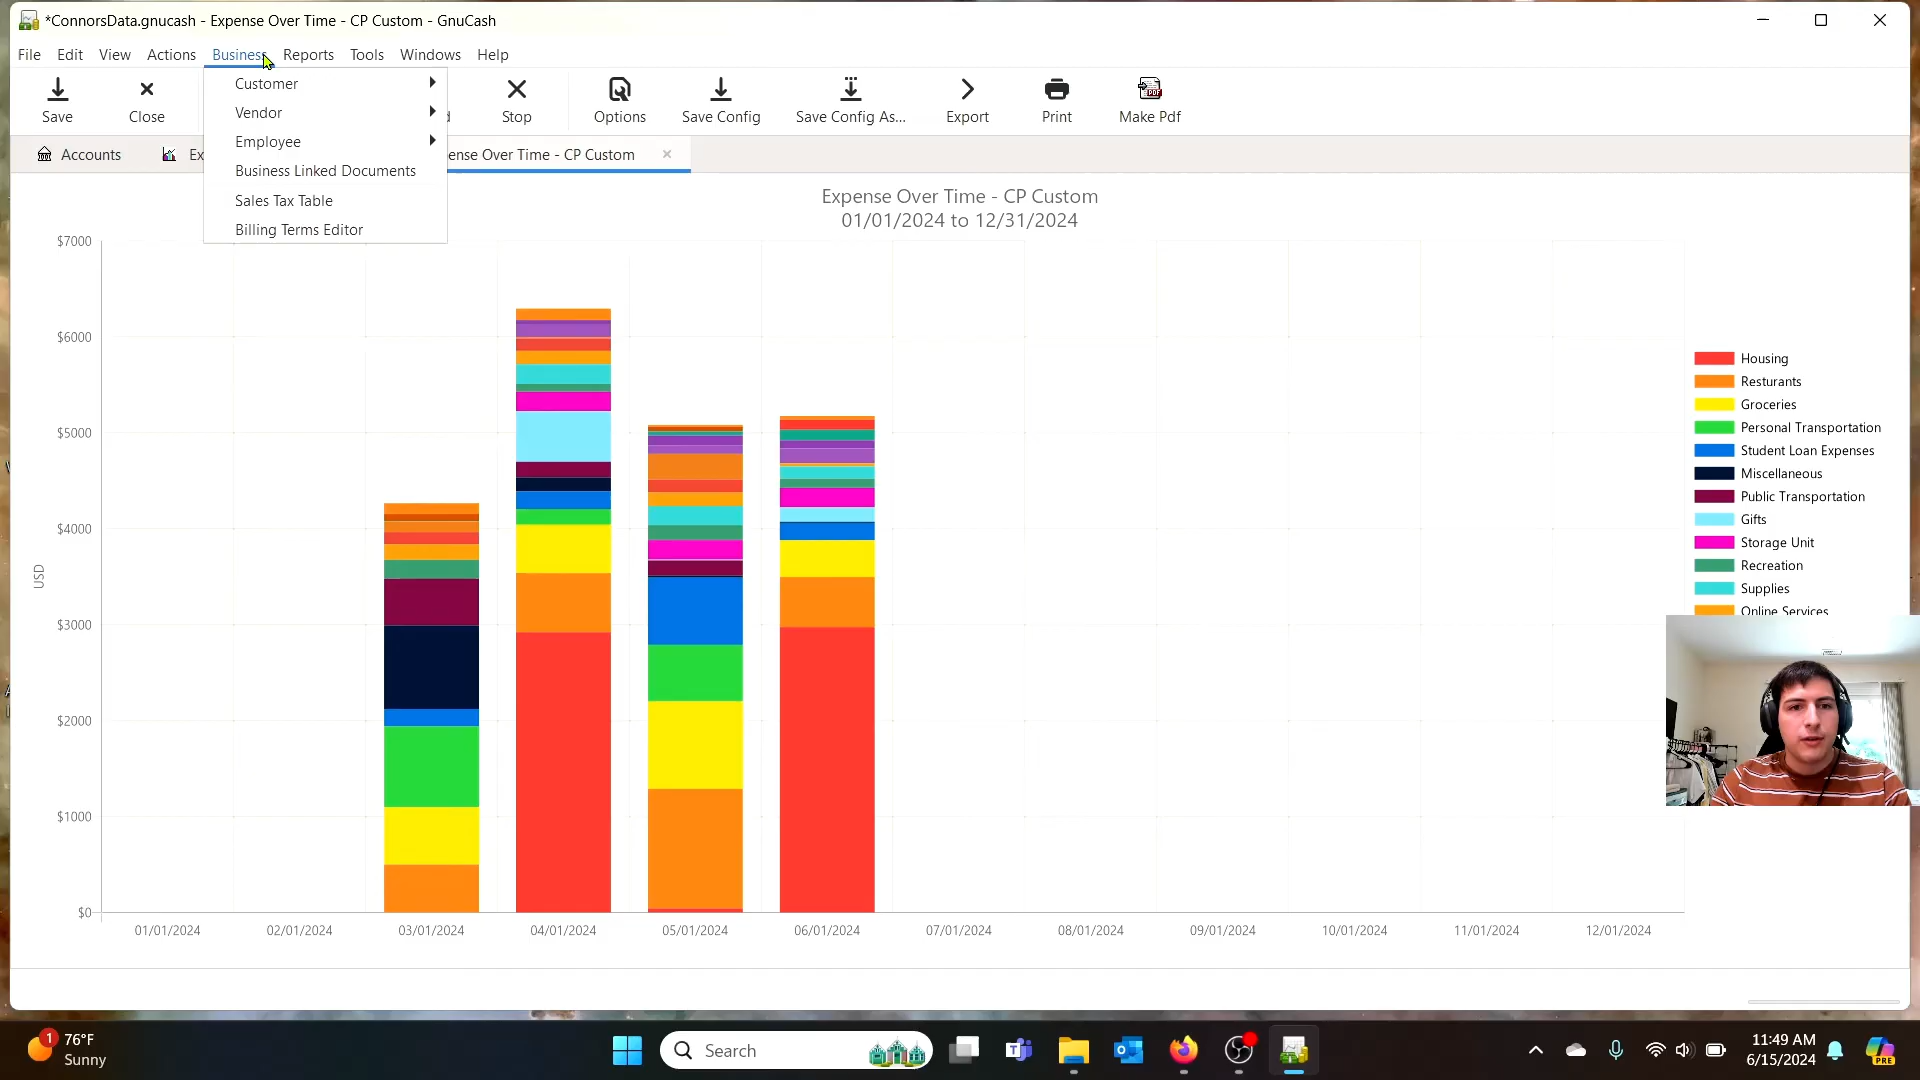 *ConnorsData.gnucash - Expense Over Time - CP Custom - GnuCash
File Edit View Actions Business Reports Tools Windows Help
Save Close Stop Options Save Config Save Config As... Export Print Make Pdf
Customer
Vendor
Employee
Business Linked Documents
Sales Tax Table
Billing Terms Editor
Accounts Ex ense Over Time - CP Custom
Expense Over Time - CP Custom
01/01/2024 to 12/31/2024
$7000
$6000
$5000
$4000
$3000
$2000
$1000
$0
USD
01/01/2024 02/01/2024 03/01/2024 04/01/2024 05/01/2024 06/01/2024 07/01/2024 08/01/2024 09/01/2024 10/01/2024 11/01/2024 12/01/2024
Housing
Resturants
Groceries
Personal Transportation
Student Loan Expenses
Miscellaneous
Public Transportation
Gifts
Storage Unit
Recreation
Supplies
Online Services
1
76°F
Sunny
Search
11:49 AM
6/15/2024
PRE